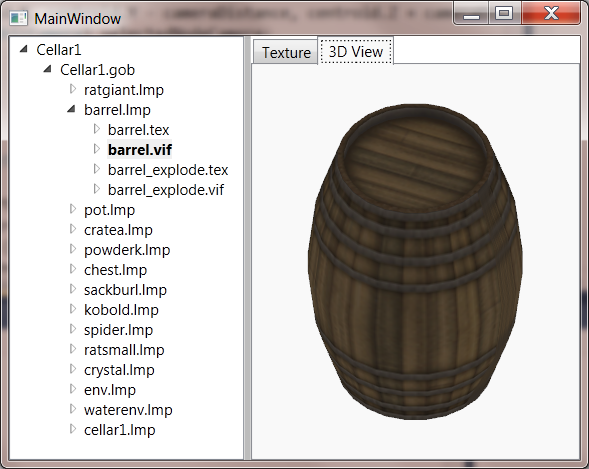 MainWindow
Cellar1
Cellar1.gob
ratgiant.lmp
barrel.lmp
barrel.tex
barrel.vif
barrel_explode.tex
barrel_explode.vif
pot.lmp
cratea.lmp
powderk.lmp
chest.lmp
sackburl.lmp
kobold.lmp
spider.lmp
ratsmall.lmp
crystal.lmp
env.lmp
waterenv.lmp
cellar1.lmp
Texture
3D View